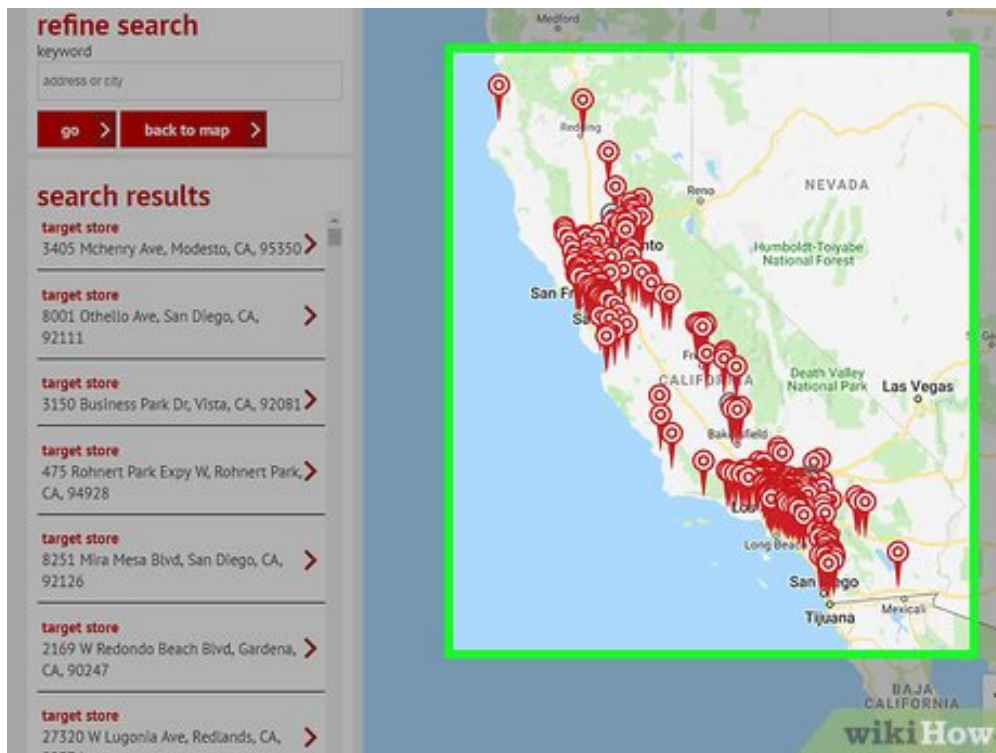 refine search
keyword
address or city
go
back to map
search results
target store
3405 Mchenry Ave, Modesto, CA, 95350
target store
8001 Othello Ave, San Diego, CA,
92111
target store
3150 Business Park Dr, Vista, CA, 92081
target store
475 Rohnert Park Expy W, Rohnert Park,
CA, 94928
target store
8251 Mira Mesa Blvd, San Diego, CA,
92126
target store
2169 W Redondo Beach Blvd, Gardena,
CA, 90247
target store
27320 W Lugonia Ave, Redlands, CA,
Medford
Reno
NEVADA
Humboldt-Toiyabe
National Forest
San
CALIFORNIA
Death Valley
National Park
Las Vegas
Long Beach
San Diego
Tijuana
Mexicali
BAJA
CALIFORNIA
wikiHow